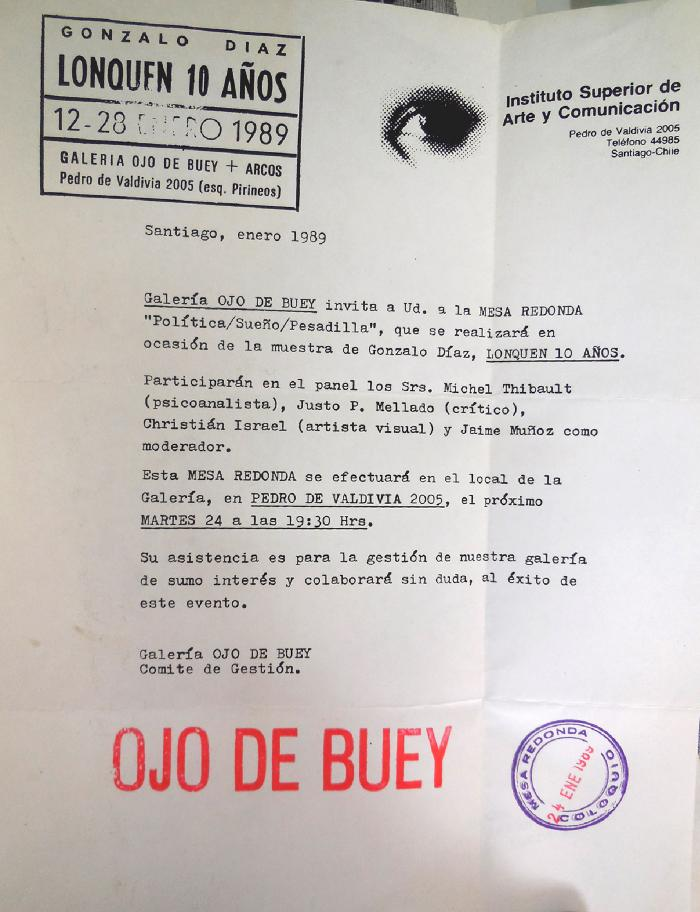 GONZALO DIAZ
LONQUEN 10 AÑOS
12-28 ENERO 1989
GALERIA OJO DE BUEY + ARCOS
Pedro de Valdivia 2005 (esq. Pirineos)
Instituto Superior de
Arte y Comunicación
Pedro de Valdivia 2005
Teléfono 44985
Santiago-Chile
Santiago, enero 1989
Galería OJO DE BUEY invita a Ud. a la MESA REDONDA
"Política/Sueño/Pesadilla", que se realizará en
ocasión de la muestra de Gonzalo Díaz, LONQUEN 10 AÑOS.
Participarán en el panel los Srs. Michel Thibault
(psicoanalista), Justo P. Mellado (crítico),
Christián Israel (artista visual) y Jaime Muñoz como
moderador.
Esta MESA REDONDA se efectuará en el local de la
Galería, en PEDRO DE VALDIVIA 2005, el próximo
MARTES 24 a las 19:30 Hrs.
Su asistencia es para la gestión de nuestra galería
de sumo interés y colaborará sin duda, al éxito de
este evento.
Galería OJO DE BUEY
Comite de Gestión.
OJO DE BUEY
MESA REDONDA
24 ENE 1989
COLOQUIO